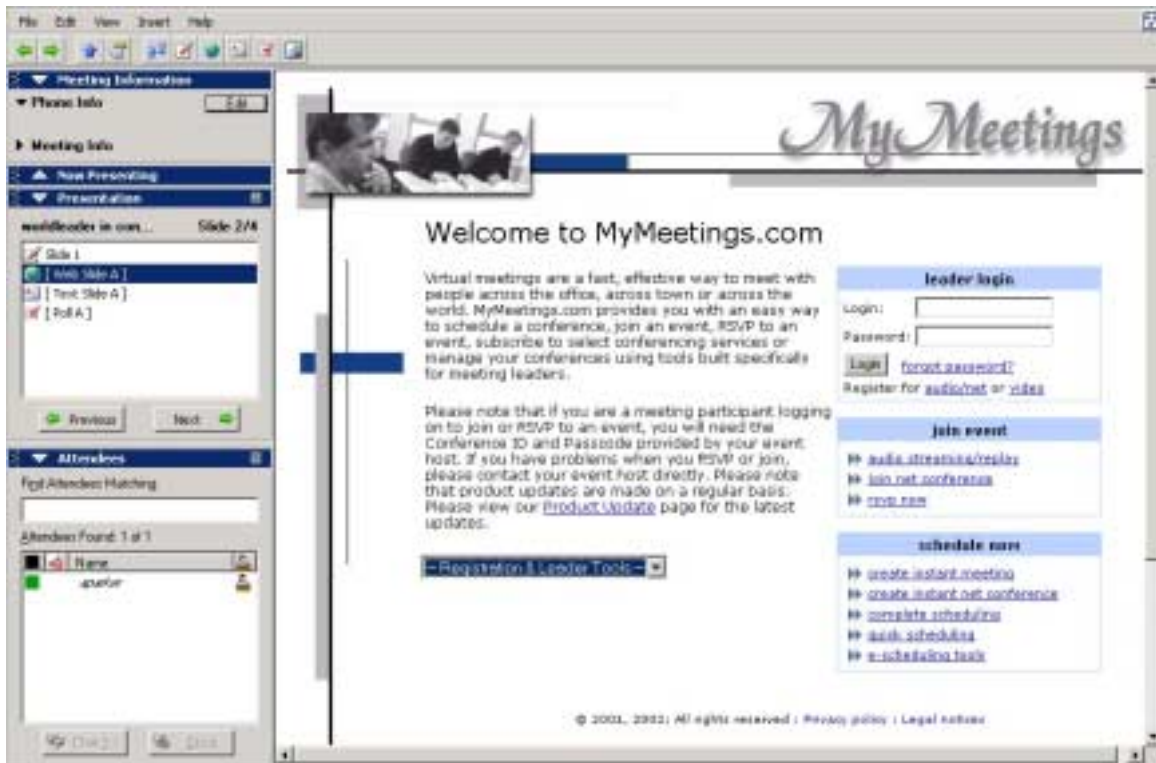 File Edit View Insert Help
Meeting Information
Phone Info Edit
Meeting Info
Now Presenting
Presentation
worldleader in con... Slide 2/4
Slide 1
[ Web Slide A ]
[ Text Slide A ]
[ Poll A ]
Previous Next
Attendees
Find Attendees Matching
Attendees Found: 1 of 1
Name
MyMeetings
Welcome to MyMeetings.com
Virtual meetings are a fast, effective way to meet with
people across the office, across town or across the
world. MyMeetings.com provides you with an easy way
to schedule a conference, join an event, RSVP to an
event, subscribe to select conferencing services or
manage your conferences using tools built specifically
for meeting leaders.
Please note that if you are a meeting participant logging
on to join or RSVP to an event, you will need the
Conference ID and Passcode provided by your event
host. If you have problems when you RSVP or join,
please contact your event host directly. Please note
that product updates are made on a regular basis.
Please view our Product Update page for the latest
updates.
-- Registration & Leader Tools --
leader login
Login:
Password:
Login forgot password?
Register for audio/net or video
join event
audio streaming/replay
join net conference
rsvp now
schedule now
create instant meeting
create instant net conference
complete scheduling
quick scheduling
e-scheduling tools
© 2001, 2002; All rights reserved : Privacy policy : Legal notices